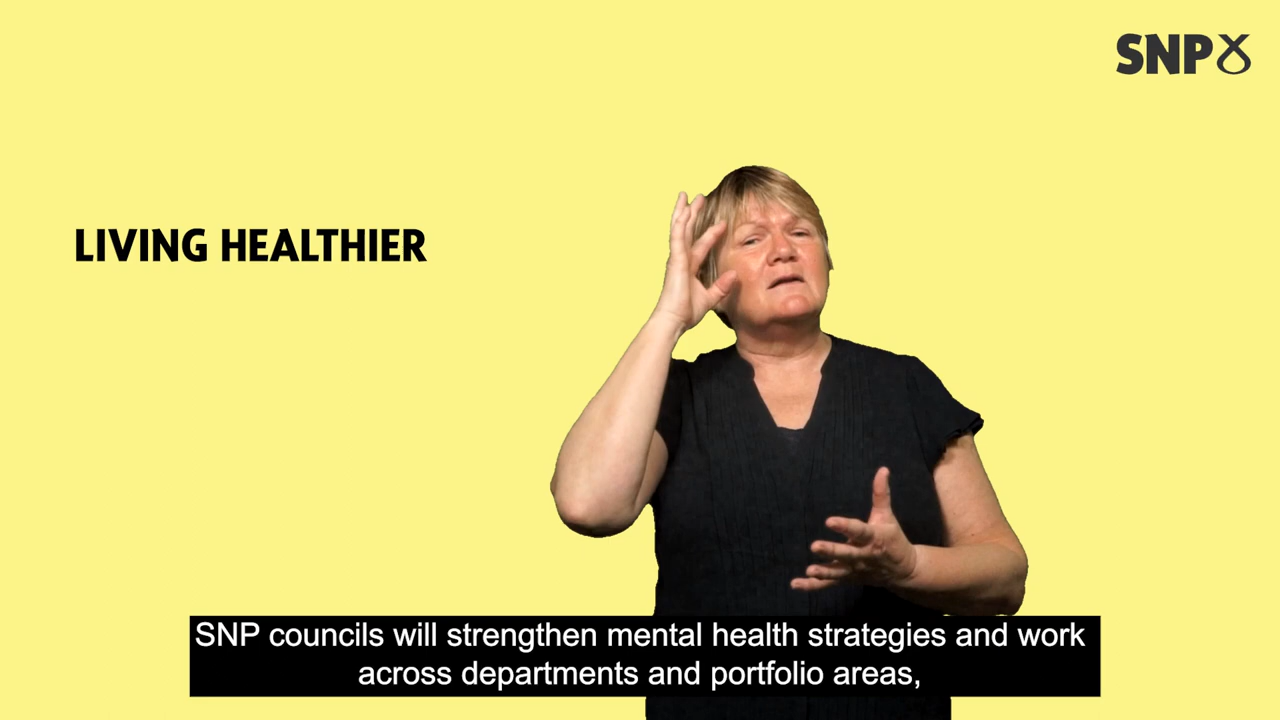 SNP
LIVING HEALTHIER
SNP councils will strengthen mental health strategies and work
across departments and portfolio areas,